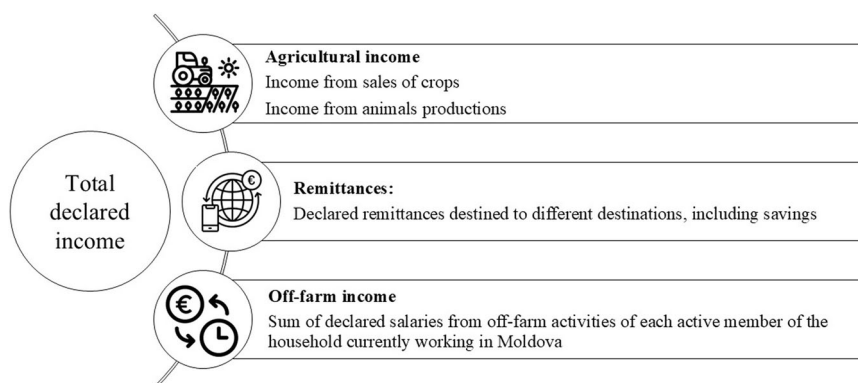 Total
declared
income
Agricultural income
Income from sales of crops
Income from animals productions
Remittances:
Declared remittances destined to different destinations, including savings
Off-farm income
Sum of declared salaries from off-farm activities of each active member of the
household currently working in Moldova